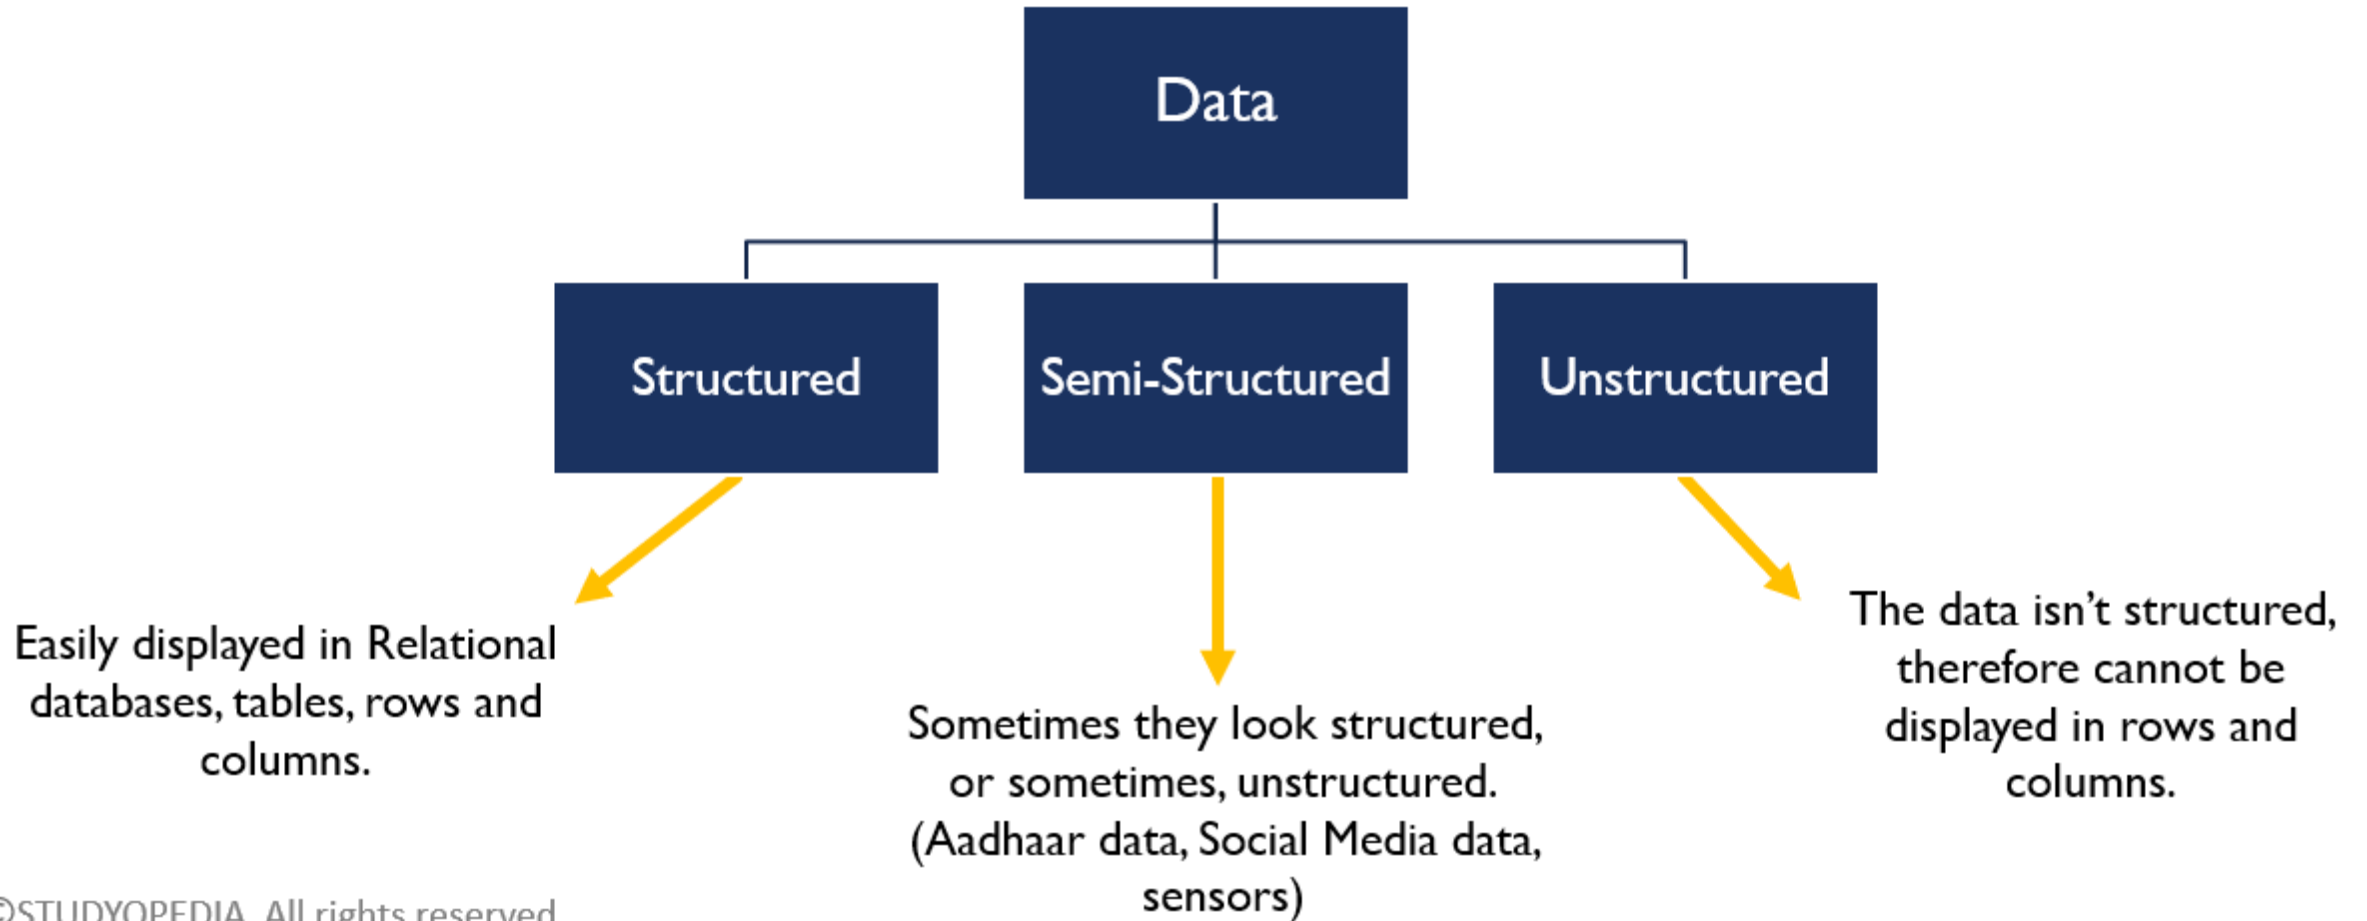 Data
Structured
Semi-Structured
Unstructured
Easily displayed in Relational
databases, tables, rows and
columns.
Sometimes they look structured,
or sometimes, unstructured.
(Aadhaar data, Social Media data,
sensors)
The data isn’t structured,
therefore cannot be
displayed in rows and
columns.
©STUDYOPEDIA. All rights reserved